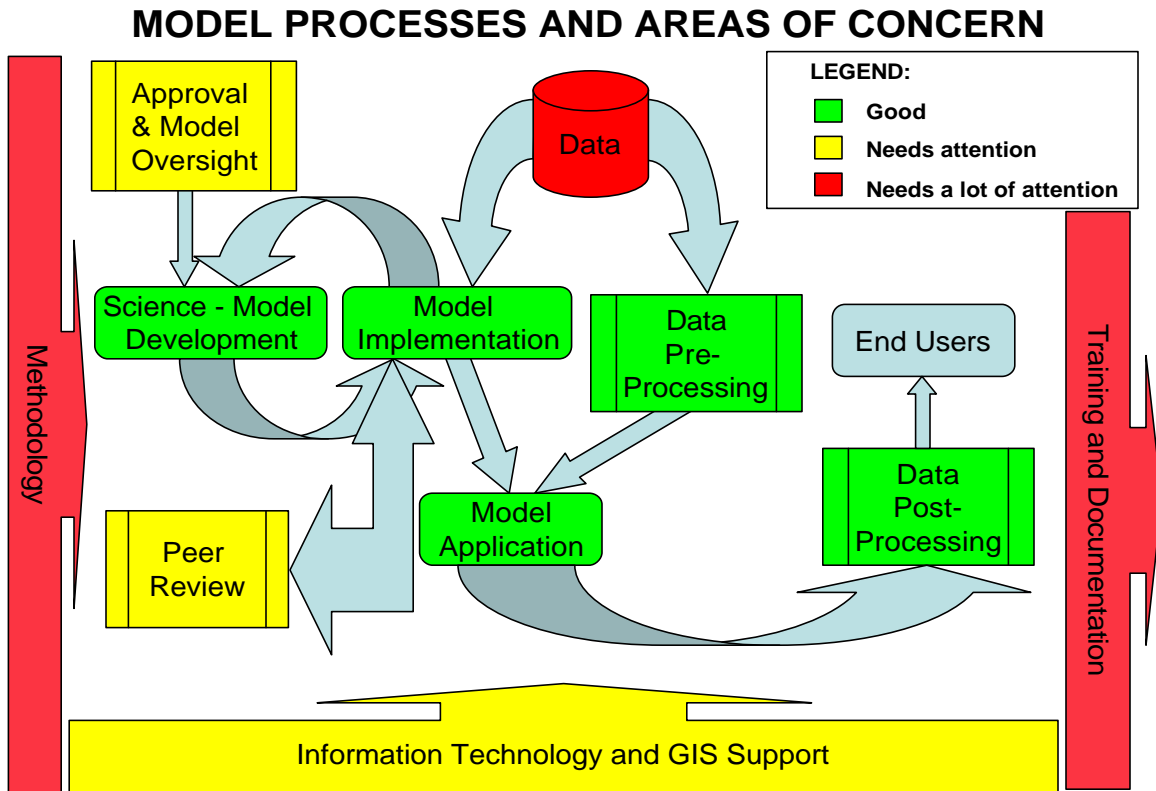 MODEL PROCESSES AND AREAS OF CONCERN
LEGEND:
Good
Needs attention
Needs a lot of attention
Approval
& Model
Oversight
Data
Science - Model
Development
Model
Implementation
Data
Pre-
Processing
End Users
Methodology
Training and Documentation
Peer
Review
Model
Application
Data
Post-
Processing
Information Technology and GIS Support